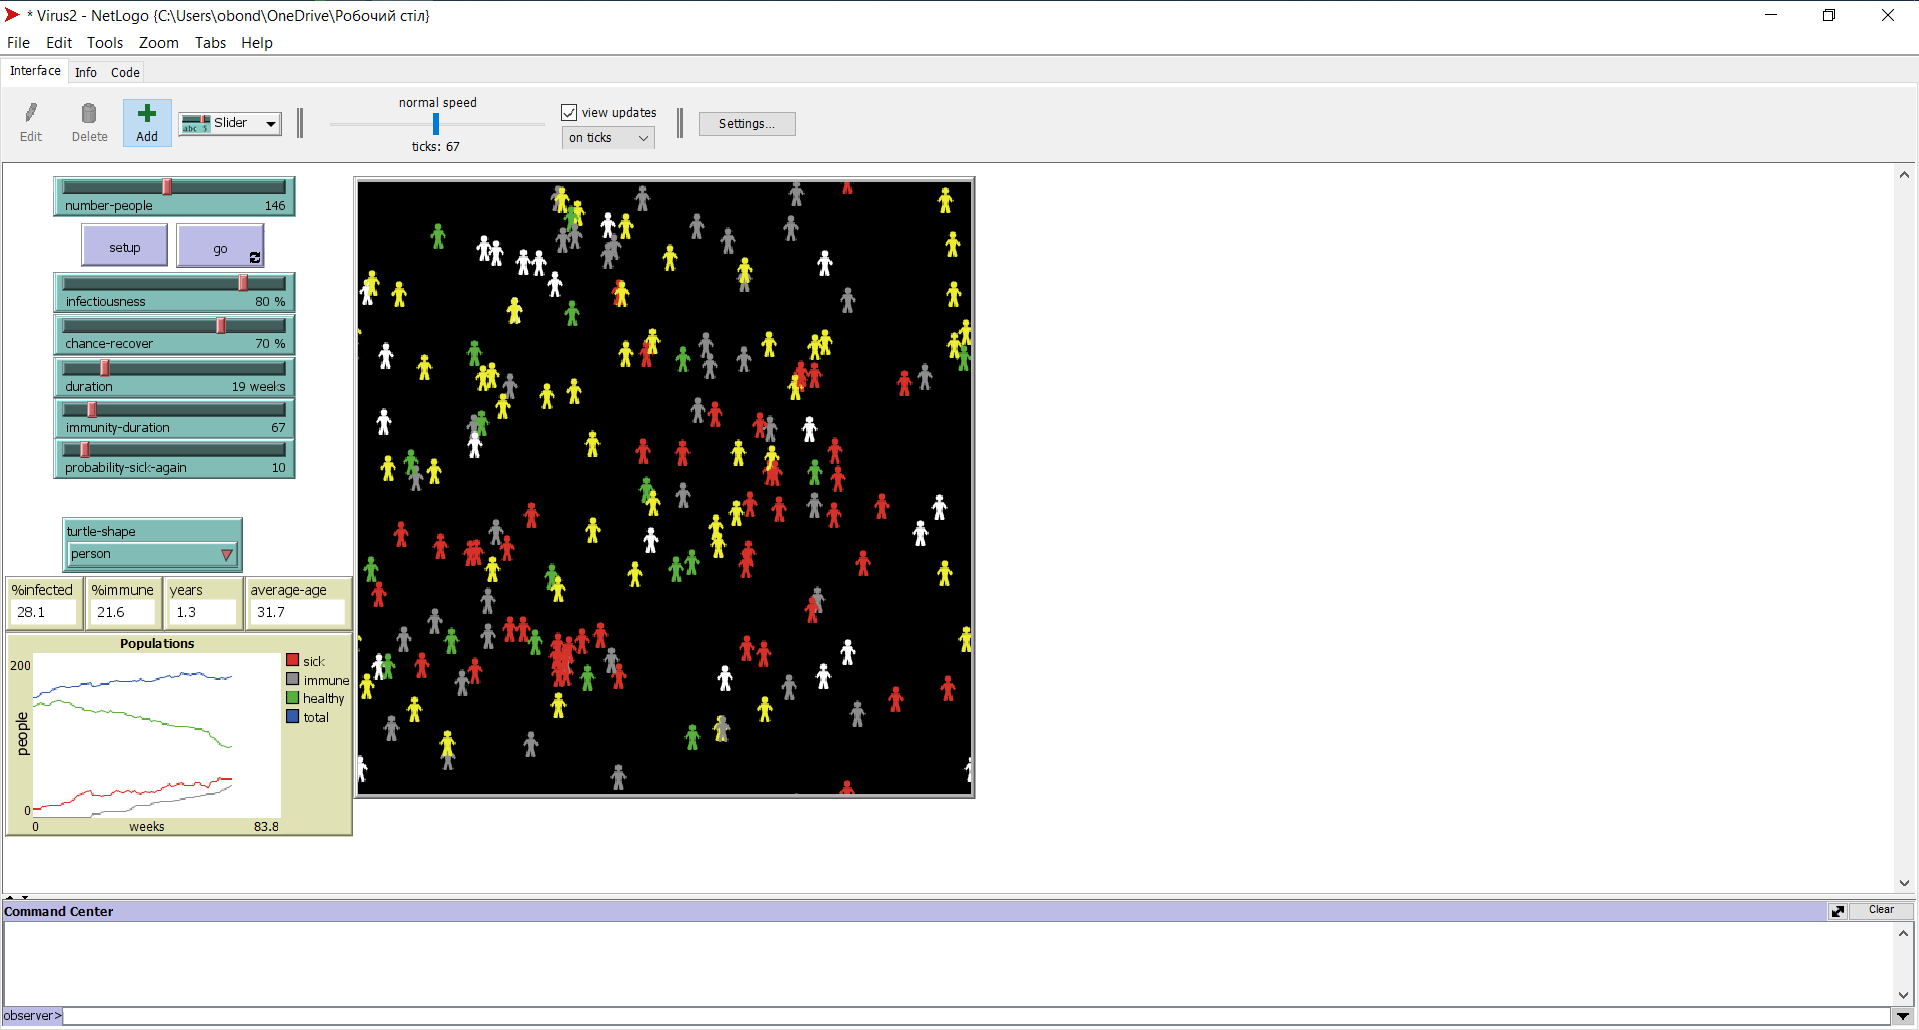 * Virus2 - NetLogo {C:\Users\obond\OneDrive\Робочий стіл}
File Edit Tools Zoom Tabs Help
Interface Info Code
Edit Delete Add
abc 5 Slider
normal speed
ticks: 67
view updates
on ticks
Settings...
number-people 146
setup go
infectiousness 80 %
chance-recover 70 %
duration 19 weeks
immunity-duration 67
probability-sick-again 10
turtle-shape
person
%infected %immune years average-age
28.1 21.6 1.3 31.7
Populations
200
people
0
0 weeks 83.8
sick
immune
healthy
total
Command Center Clear
observer>